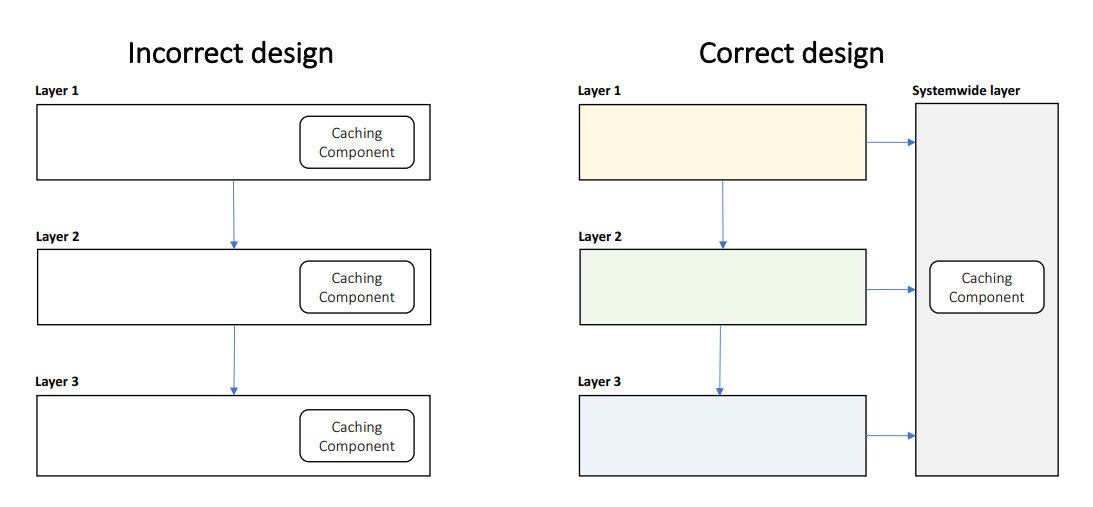 Incorrect design
Layer 1
Caching
Component
Layer 2
Caching
Component
Layer 3
Caching
Component
Correct design
Layer 1
Systemwide layer
Layer 2
Caching
Component
Layer 3